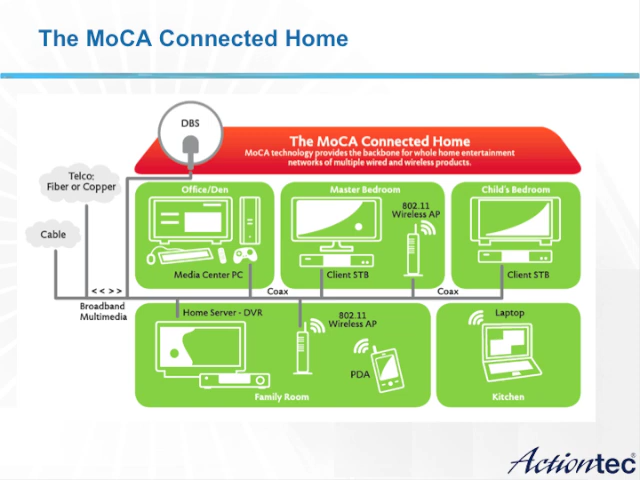 The MoCA Connected Home
DBS
The MoCA Connected Home
MoCA technology provides the backbone for whole home entertainment
networks of multiple wired and wireless products.
Telco:
Fiber or Copper
Cable
Office/Den
Media Center PC
Master Bedroom
802.11
Wireless AP
Client STB
Child's Bedroom
Client STB
< < > >
Coax
Coax
Broadband
Multimedia
Home Server - DVR
802.11
Wireless AP
PDA
Family Room
Laptop
Kitchen
Actiontec®